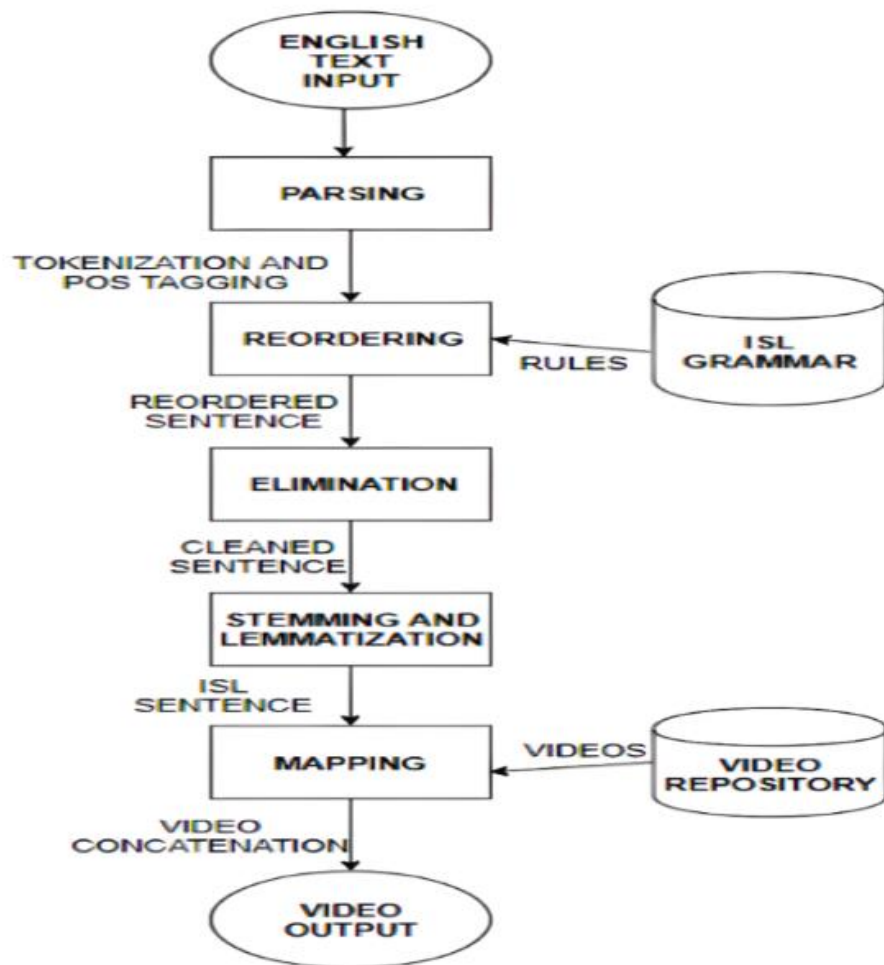 ENGLISH
TEXT
INPUT
PARSING
TOKENIZATION AND
POS TAGGING
REORDERING
RULES
ISL
GRAMMAR
REORDERED
SENTENCE
ELIMINATION
CLEANED
SENTENCE
STEMMING AND
LEMMATIZATION
ISL
SENTENCE
MAPPING
VIDEOS
VIDEO
REPOSITORY
VIDEO
CONCATENATION
VIDEO
OUTPUT